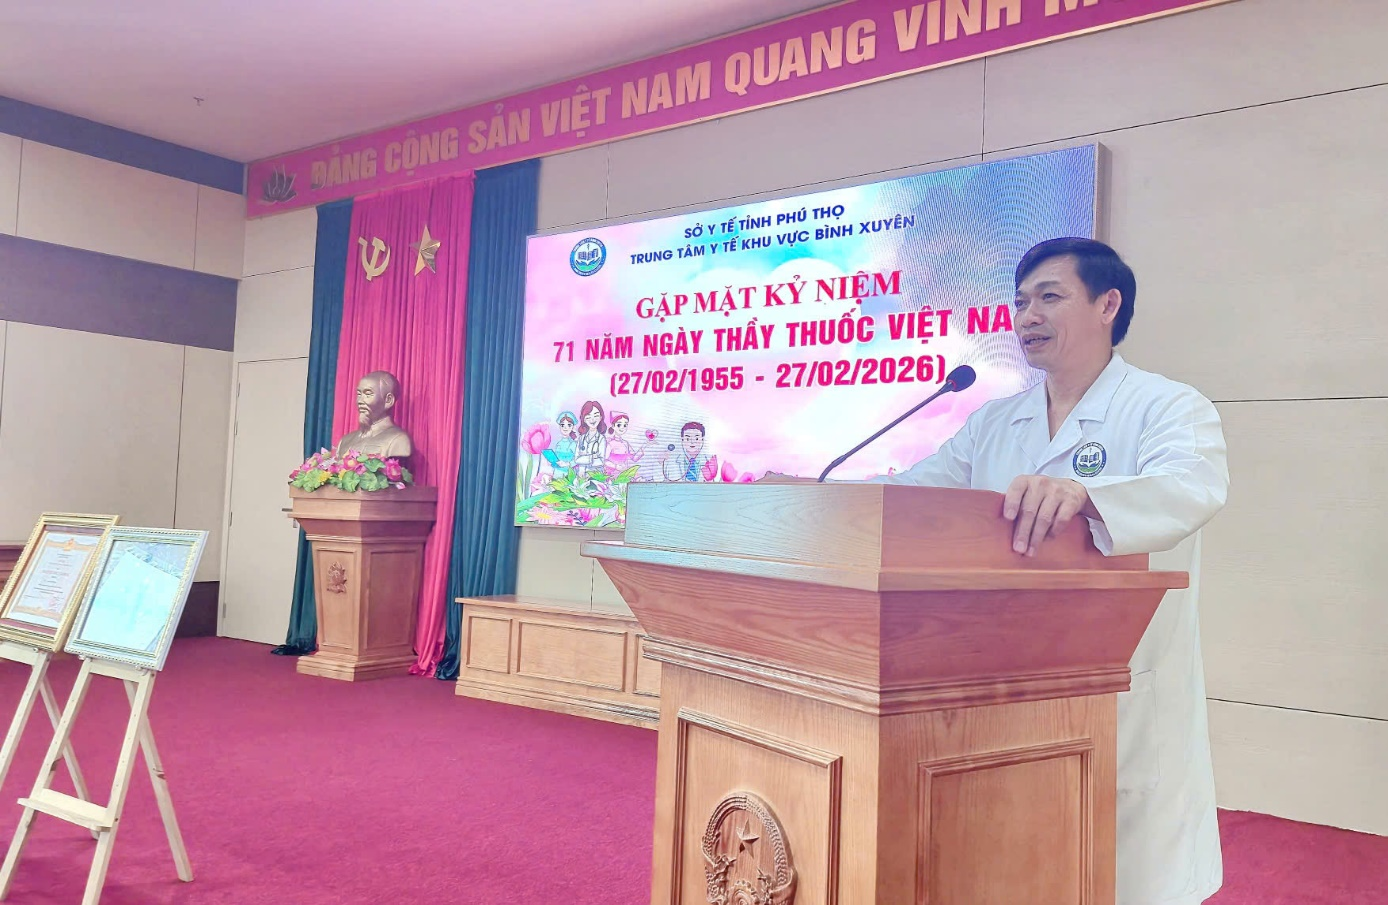 ĐẢNG CỘNG SẢN VIỆT NAM QUANG VINH M
SỞ Y TẾ TỈNH PHÚ THỌ
TRUNG TÂM Y TẾ KHU VỰC BÌNH XUYÊN
GẶP MẶT KỶ NIỆM
71 NĂM NGÀY THẦY THUỐC VIỆT NA
(27/02/1955 - 27/02/2026)